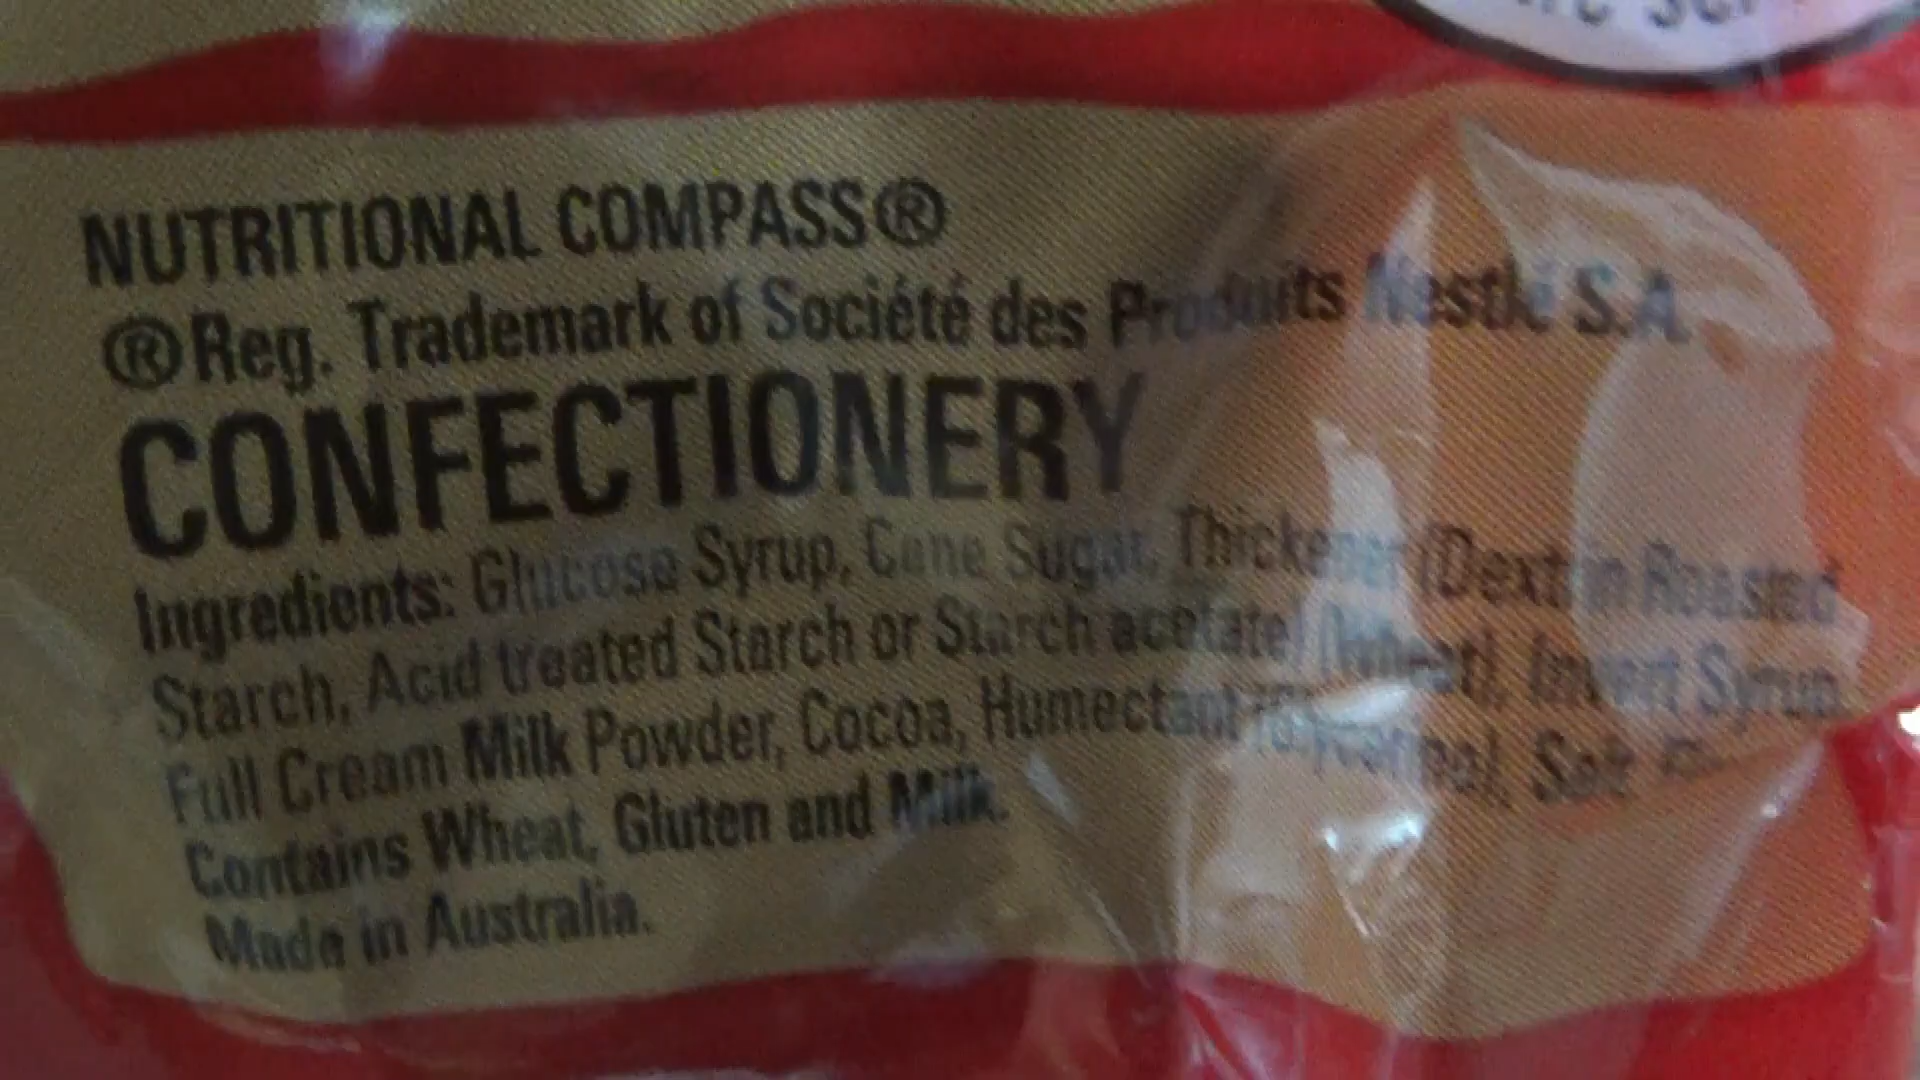 NUTRITIONAL COMPASS®
® Reg. Trademark of Société des Produits Nestlé S.A.
CONFECTIONERY
Ingredients: Glucose Syrup, Cane Sugar, Thickener (Dextrin Roasted
Starch, Acid treated Starch or Starch acetate) (Wheat), Invert Syrup,
Full Cream Milk Powder, Cocoa, Humectant Salt
Contains Wheat, Gluten and Milk.
Made in Australia.